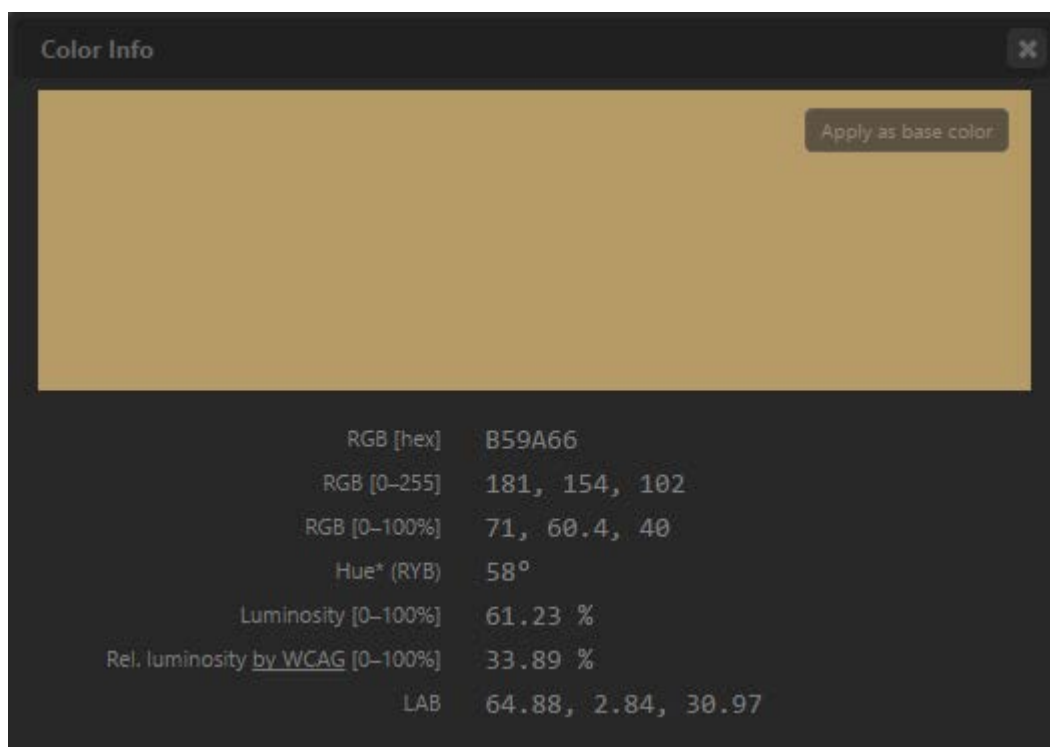 Color Info
Apply as base color
RGB [hex] B59A66
RGB [0–255] 181, 154, 102
RGB [0–100%] 71, 60.4, 40
Hue* (RYB) 58°
Luminosity [0–100%] 61.23 %
Rel. luminosity by WCAG [0–100%] 33.89 %
LAB 64.88, 2.84, 30.97